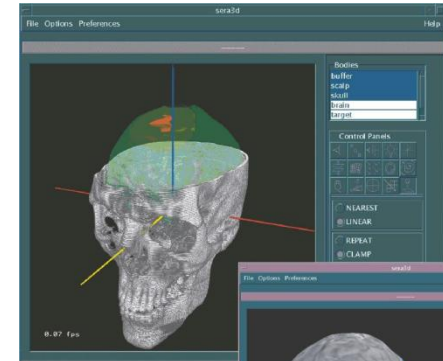 sera3d
File Options Preferences
Help
Bodies
buffer
scalp
skull
brain
target
Control Panels
NEAREST
LINEAR
REPEAT
CLAMP
0.07 fps
sera3d
File Options Preferences